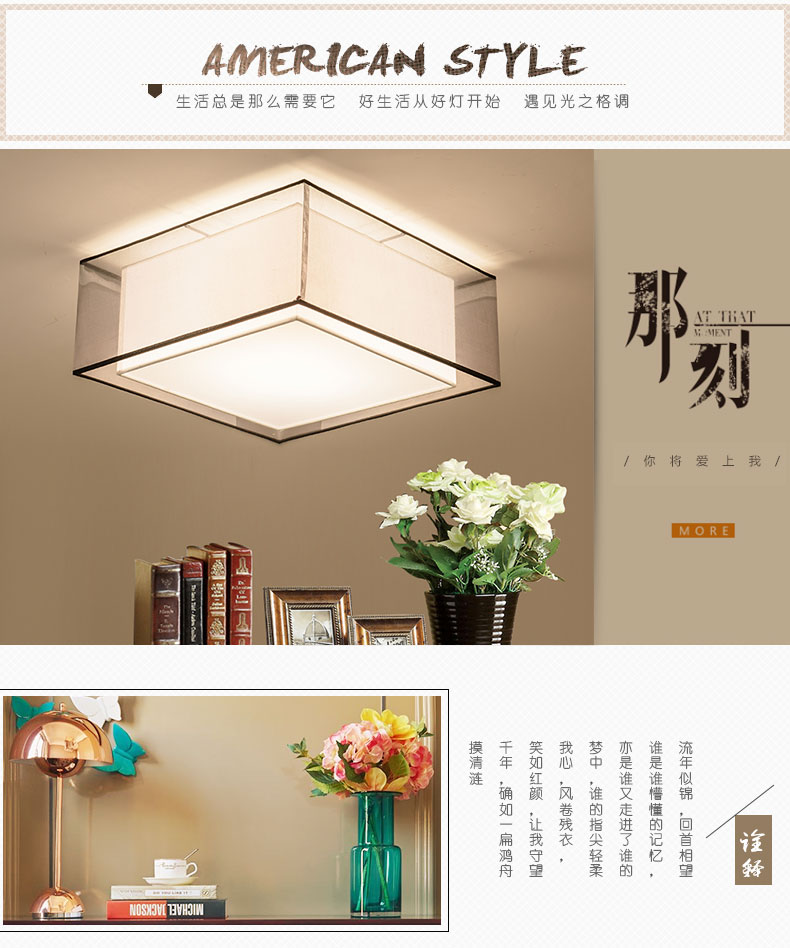 AMERICAN STYLE
生活总是那么需要它 好生活从好灯开始 遇见光之格调
那刻
AT THAT
MOMENT
/ 你将爱上我 /
MORE
诠释
流年似锦，回首相望
谁是谁懵懂的记忆，
亦是谁又走进了谁的
梦中，谁的指尖轻柔
我心，风卷残衣，
笑如红颜，让我守望
千年，确如一扁鸿舟
摸清涟
MICHAEL JACKSON